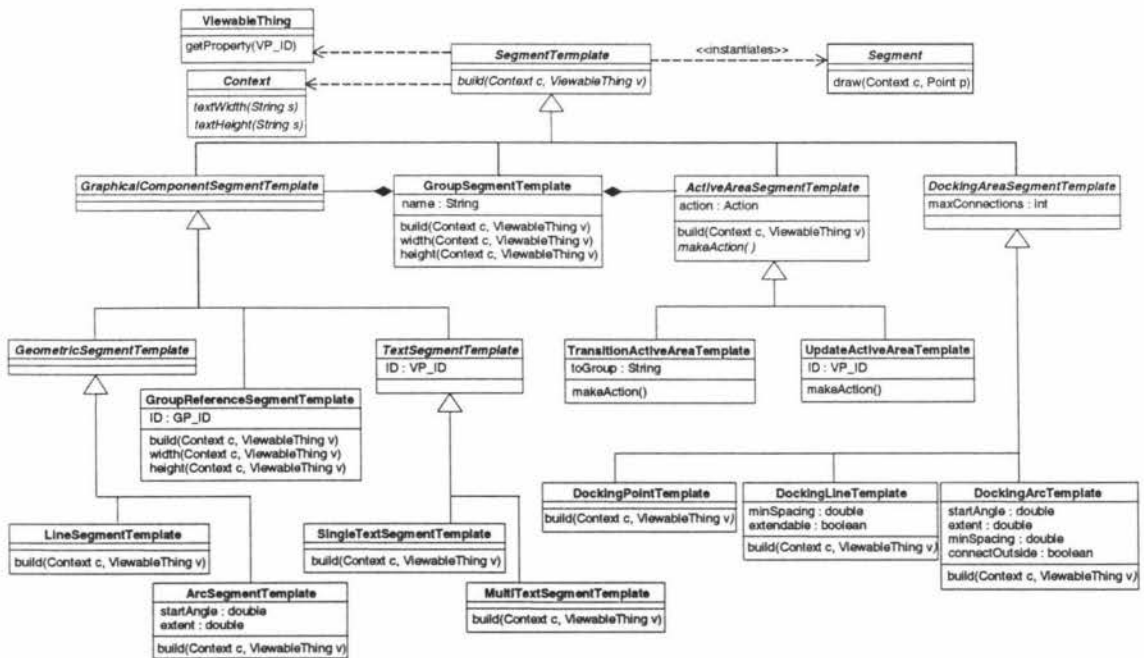 ViewableThing
getProperty(VP_ID)
SegmentTermplate
build(Context c, ViewableThing v)
<<instantiates>>
Segment
draw(Context c, Point p)
Context
textWidth(String s)
textHeight(String s)
GraphicalComponentSegmentTemplate
GroupSegmentTemplate
name : String
build(Context c, ViewableThing v)
width(Context c, ViewableThing v)
height(Context c, ViewableThing v)
ActiveAreaSegmentTemplate
action : Action
build(Context c, ViewableThing v)
makeAction( )
DockingAreaSegmentTemplate
maxConnections : int
GeometricSegmentTemplate
GroupReferenceSegmentTemplate
ID : GP_ID
build(Context c, ViewableThing v)
width(Context c, ViewableThing v)
height(Context c, ViewableThing v)
TextSegmentTemplate
ID : VP_ID
TransitionActiveAreaTemplate
toGroup : String
makeAction()
UpdateActiveAreaTemplate
ID : VP_ID
makeAction()
LineSegmentTemplate
build(Context c, ViewableThing v)
ArcSegmentTemplate
startAngle : double
extent : double
build(Context c, ViewableThing v)
SingleTextSegmentTemplate
build(Context c, ViewableThing v)
MultiTextSegmentTemplate
build(Context c, ViewableThing v)
DockingPointTemplate
build(Context c, ViewableThing v)
DockingLineTemplate
minSpacing : double
extendable : boolean
build(Context c, ViewableThing v)
DockingArcTemplate
startAngle : double
extent : double
minSpacing : double
connectOutside : boolean
build(Context c, ViewableThing v)